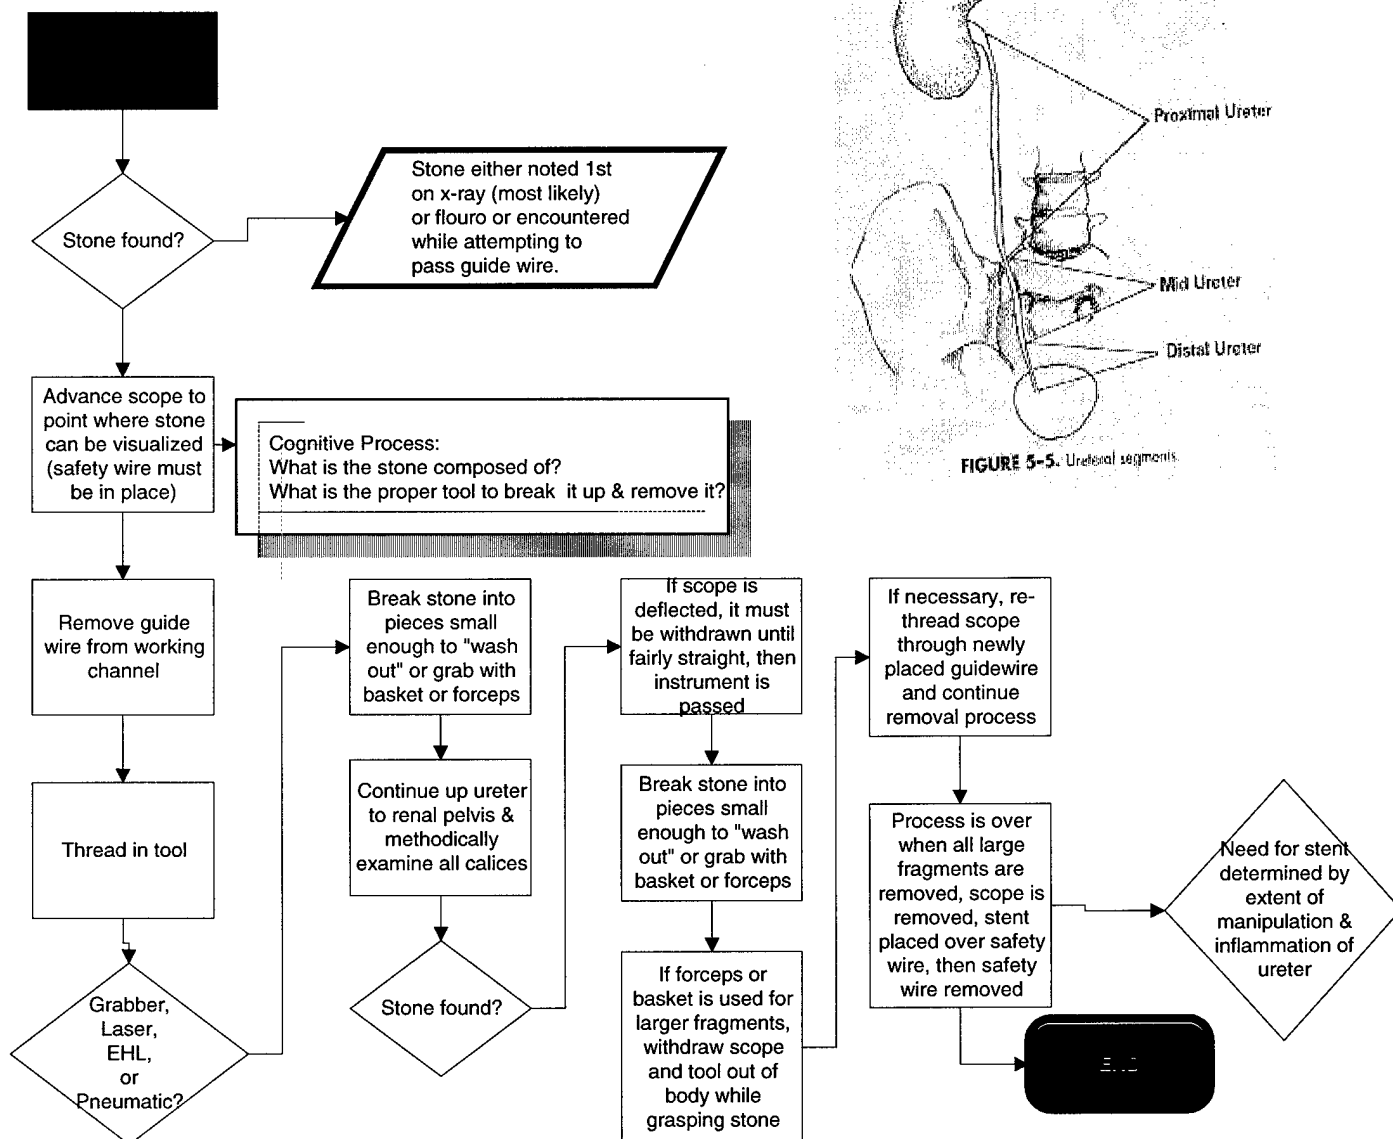 Stone found?
Stone either noted 1st
on x-ray (most likely)
or flouro or encountered
while attempting to
pass guide wire.
Proximal Ureter
Mid Ureter
Distal Ureter
FIGURE 5-5. Ureteral segments.
Advance scope to
point where stone
can be visualized
(safety wire must
be in place)
Cognitive Process:
What is the stone composed of?
What is the proper tool to break it up & remove it?
Remove guide
wire from working
channel
Thread in tool
Grabber,
Laser,
EHL,
or
Pneumatic?
Break stone into
pieces small
enough to "wash
out" or grab with
basket or forceps
Continue up ureter
to renal pelvis &
methodically
examine all calices
Stone found?
If scope is
deflected, it must
be withdrawn until
fairly straight, then
instrument is
passed
Break stone into
pieces small
enough to "wash
out" or grab with
basket or forceps
If forceps or
basket is used for
larger fragments,
withdraw scope
and tool out of
body while
grasping stone
If necessary, re-
thread scope
through newly
placed guidewire
and continue
removal process
Process is over
when all large
fragments are
removed, scope is
removed, stent
placed over safety
wire, then safety
wire removed
Need for stent
determined by
extent of
manipulation &
inflammation of
ureter
END